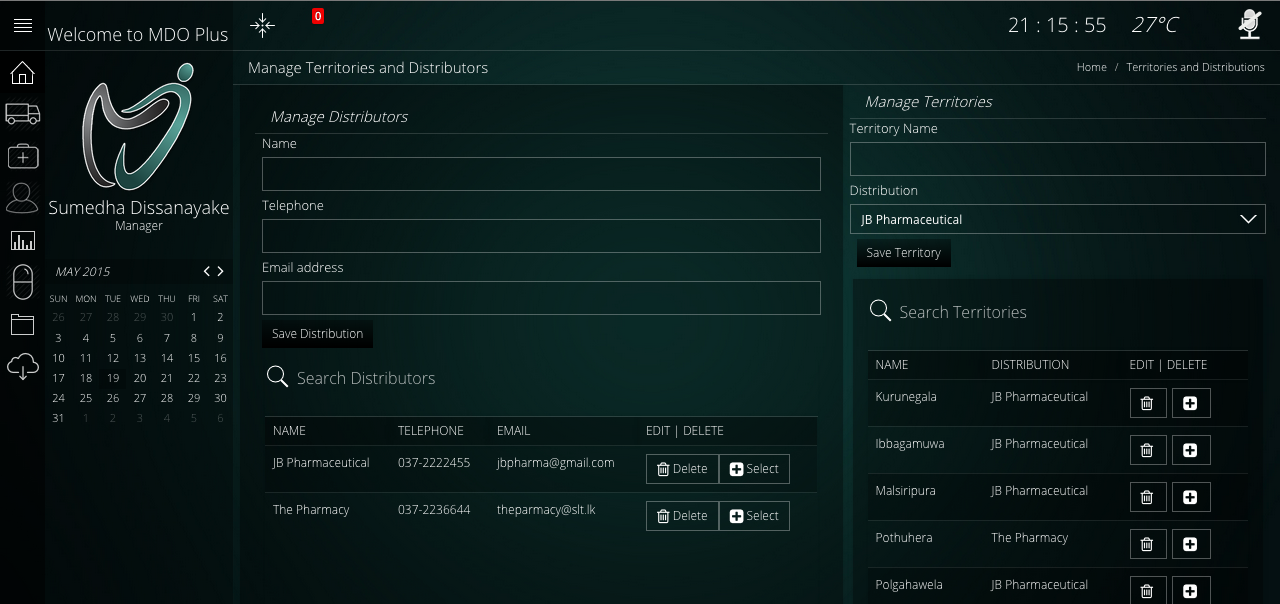 Welcome to MDO Plus
0
21 : 15 : 55 27°C
Manage Territories and Distributors
Home / Territories and Distributions
Sumedha Dissanayake
Manager
MAY 2015
SUN MON TUE WED THU FRI SAT
26 27 28 29 30 1 2
3 4 5 6 7 8 9
10 11 12 13 14 15 16
17 18 19 20 21 22 23
24 25 26 27 28 29 30
31 1 2 3 4 5 6
Manage Distributors
Name
Telephone
Email address
Save Distribution
Search Distributors
NAME TELEPHONE EMAIL EDIT | DELETE
JB Pharmaceutical 037-2222455 jbpharma@gmail.com Delete Select
The Pharmacy 037-2236644 theparmacy@slt.lk Delete Select
Manage Territories
Territory Name
Distribution
JB Pharmaceutical
Save Territory
Search Territories
NAME DISTRIBUTION EDIT | DELETE
Kurunegala JB Pharmaceutical
Ibbagamuwa JB Pharmaceutical
Malsiripura JB Pharmaceutical
Pothuhera The Pharmacy
Polgahawela JB Pharmaceutical